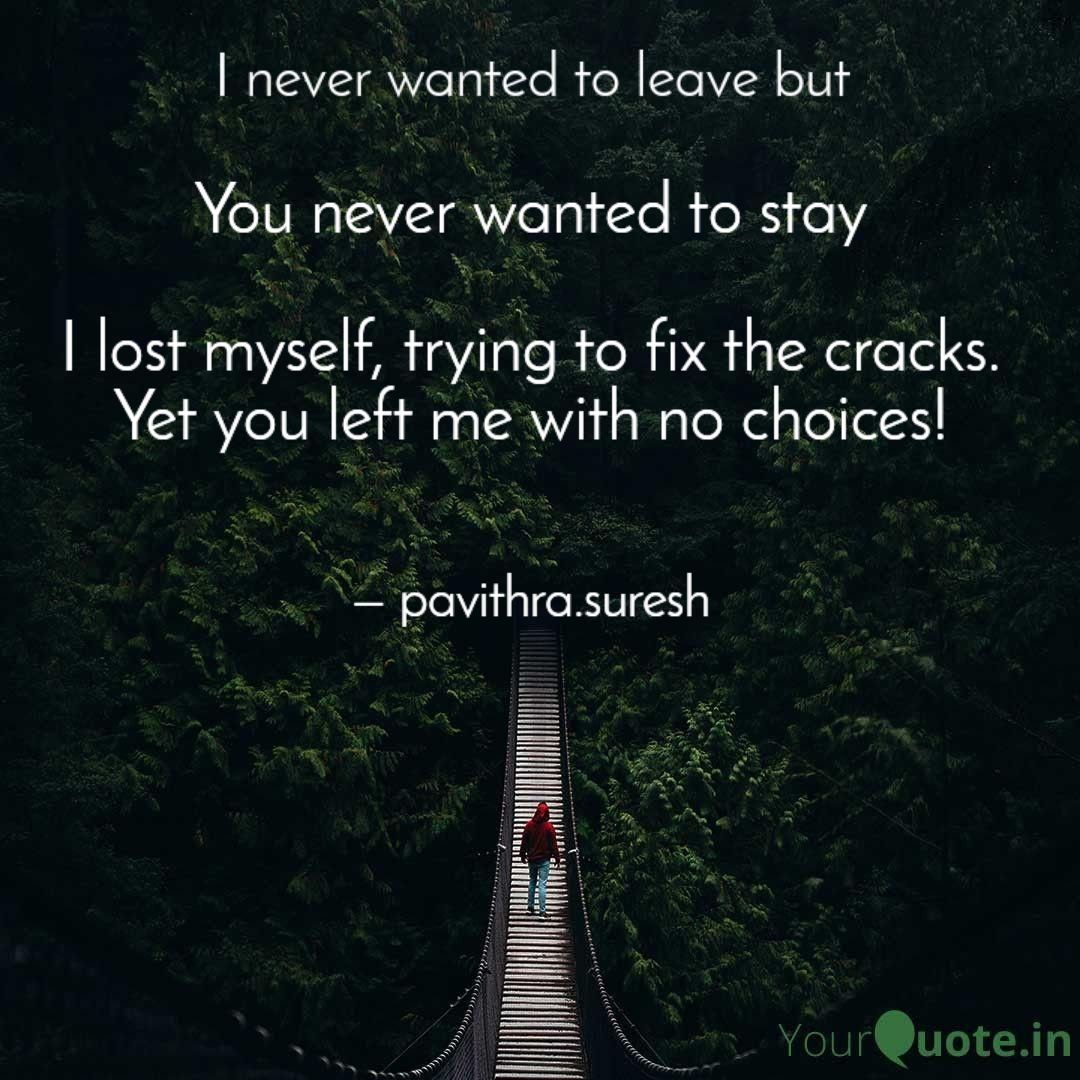 I never wanted to leave but
You never wanted to stay
I lost myself, trying to fix the cracks.
Yet you left me with no choices!
– pavithra.suresh
YourQuote.in